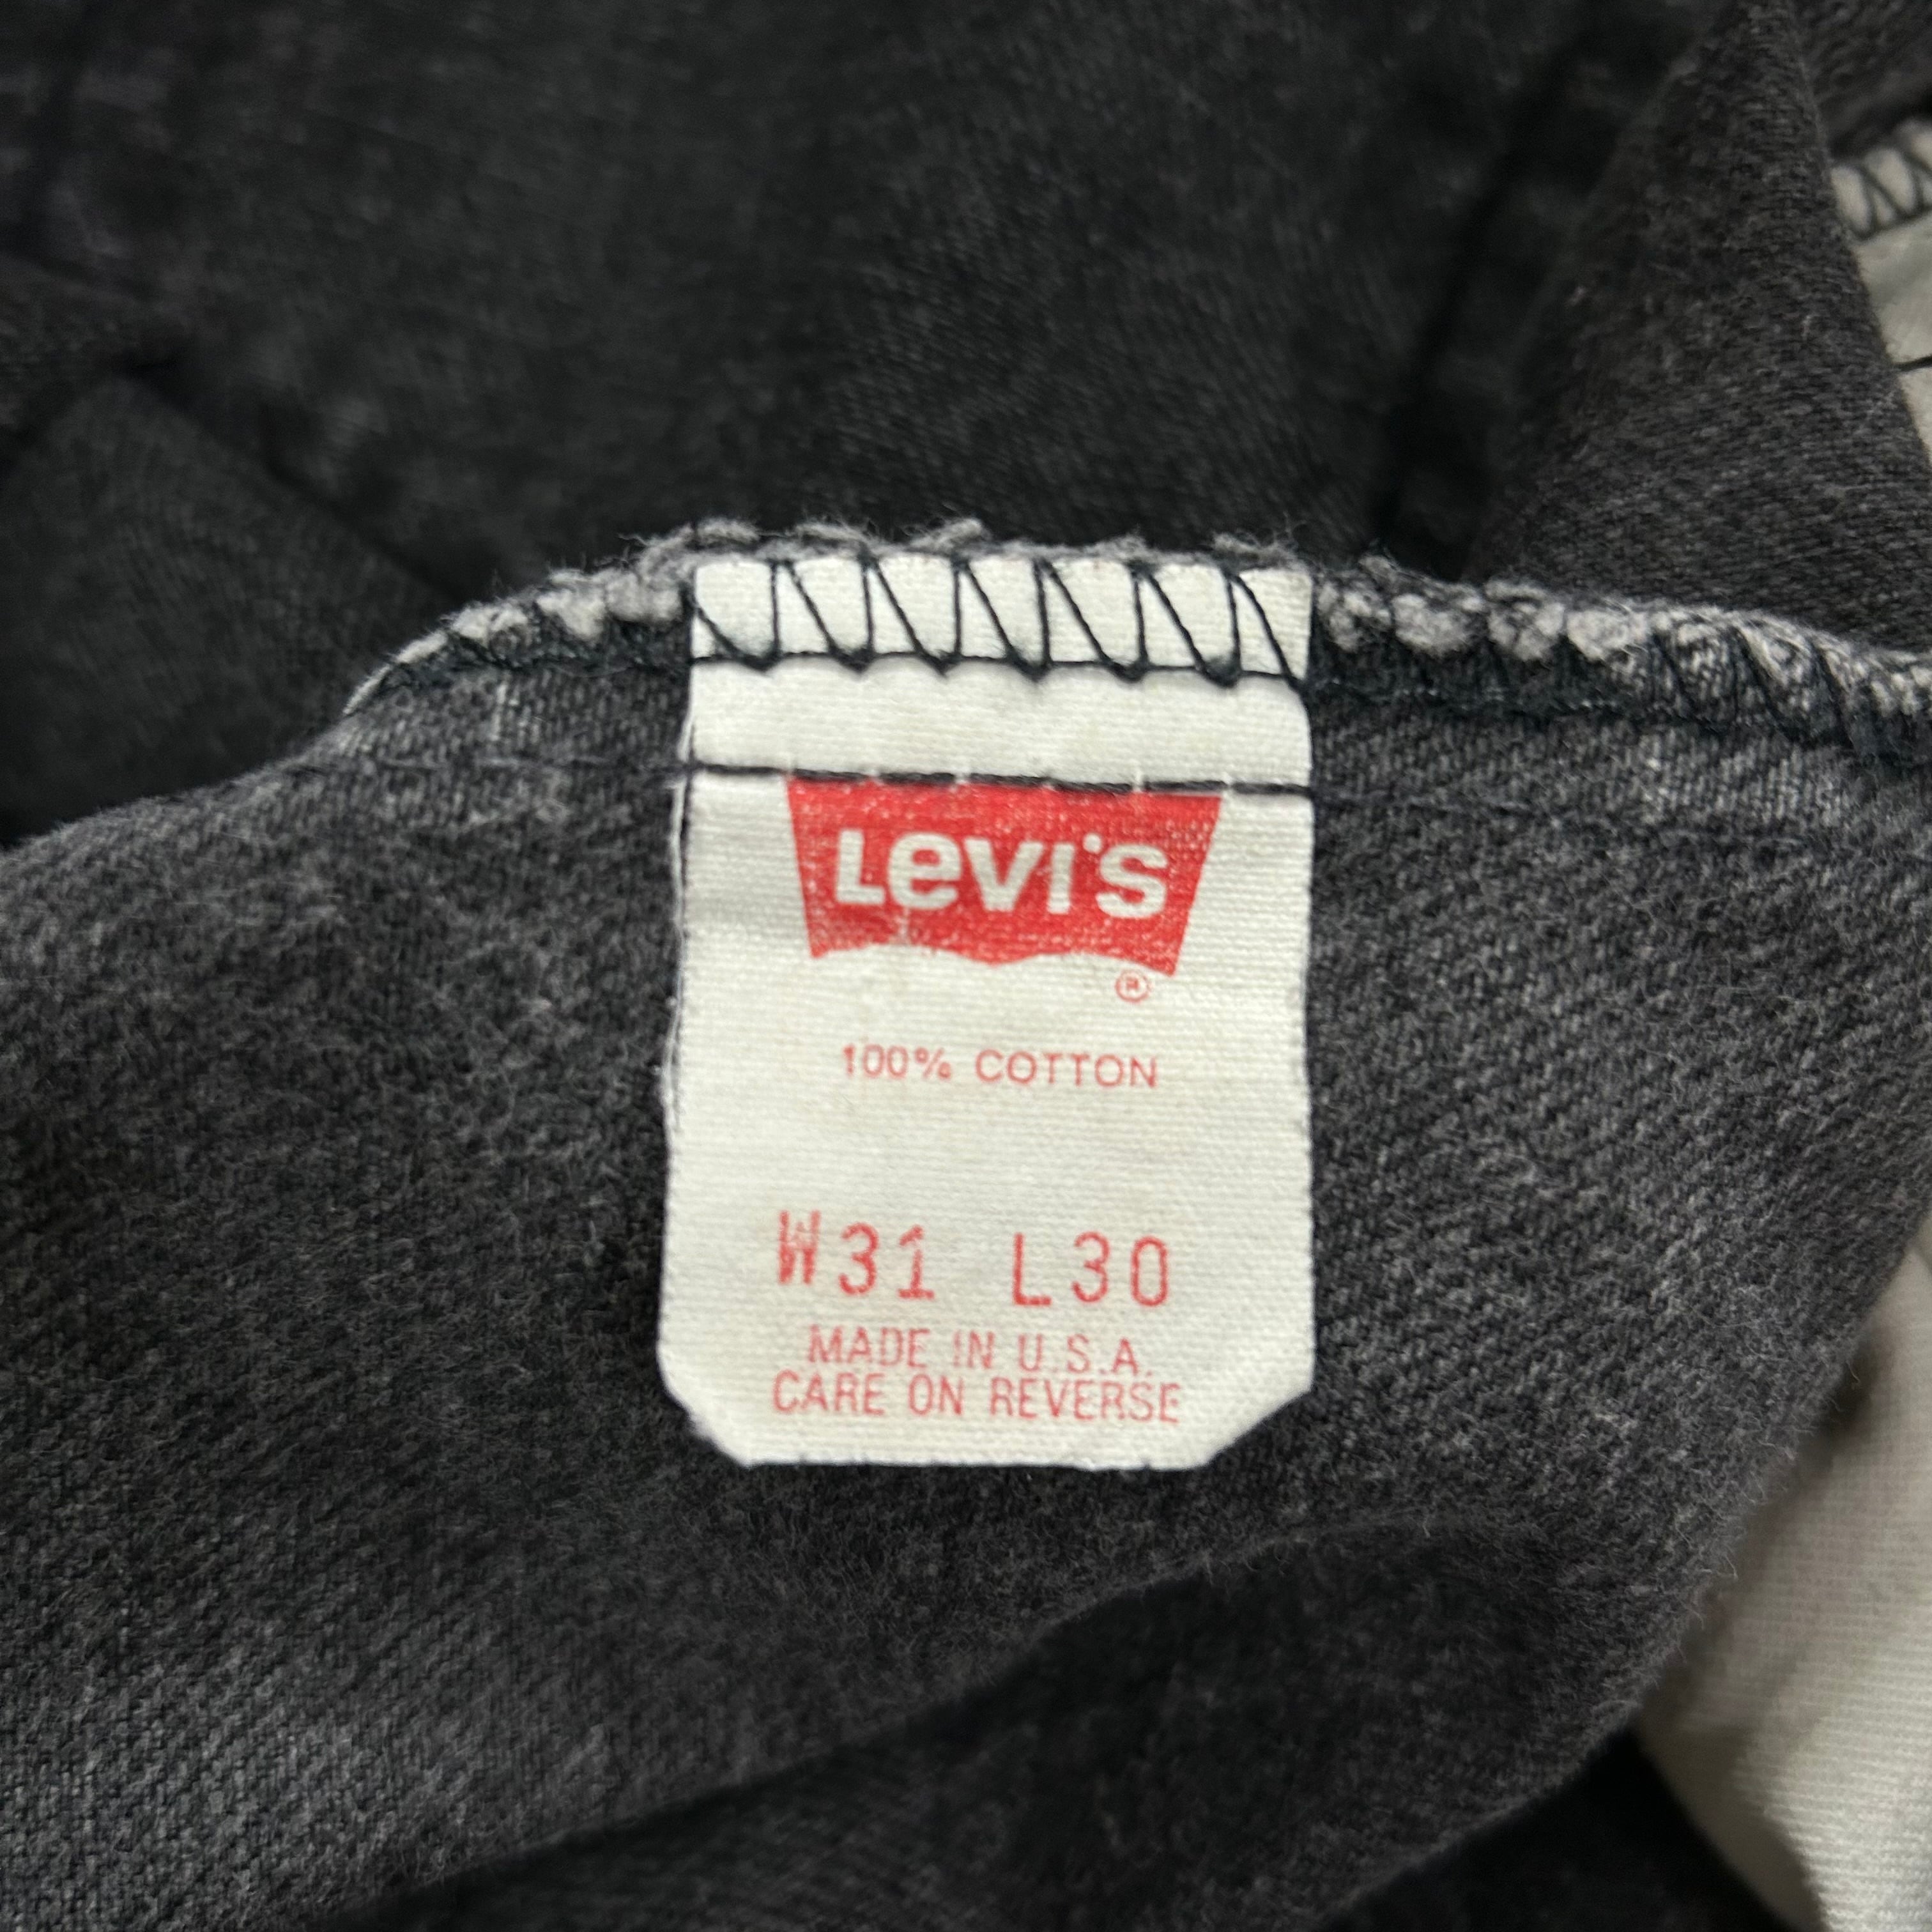 Levi's
®
100% COTTON
W31 L30
MADE IN U.S.A.
CARE ON REVERSE